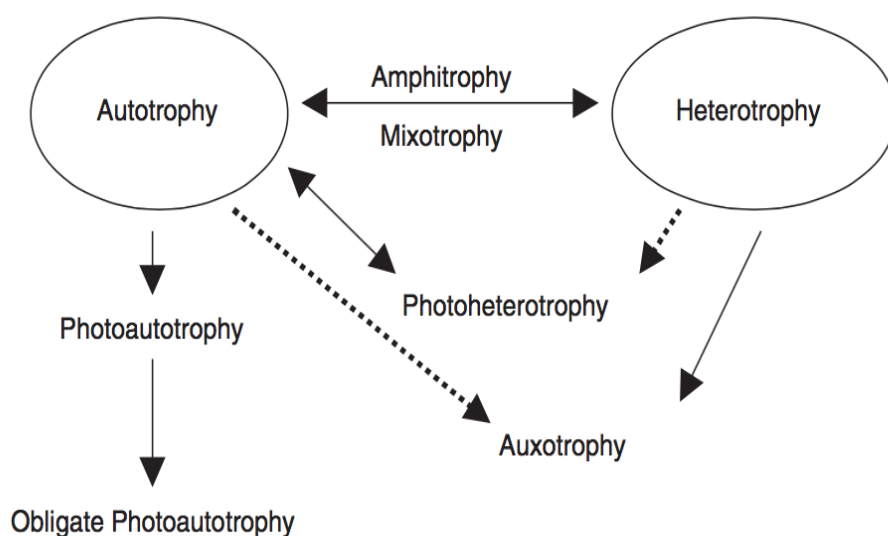 Amphitrophy
Autotrophy
Heterotrophy
Mixotrophy
Photoheterotrophy
Photoautotrophy
Auxotrophy
Obligate Photoautotrophy